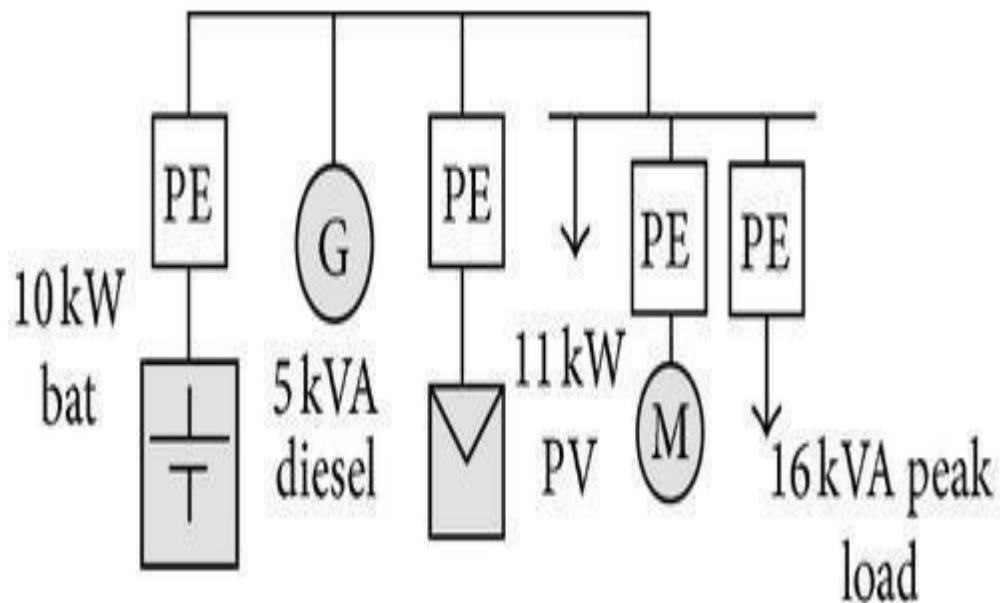 PE
G
PE
PE
PE
10 kW
bat
5 kVA
diesel
11 kW
PV
M
16 kVA peak
load